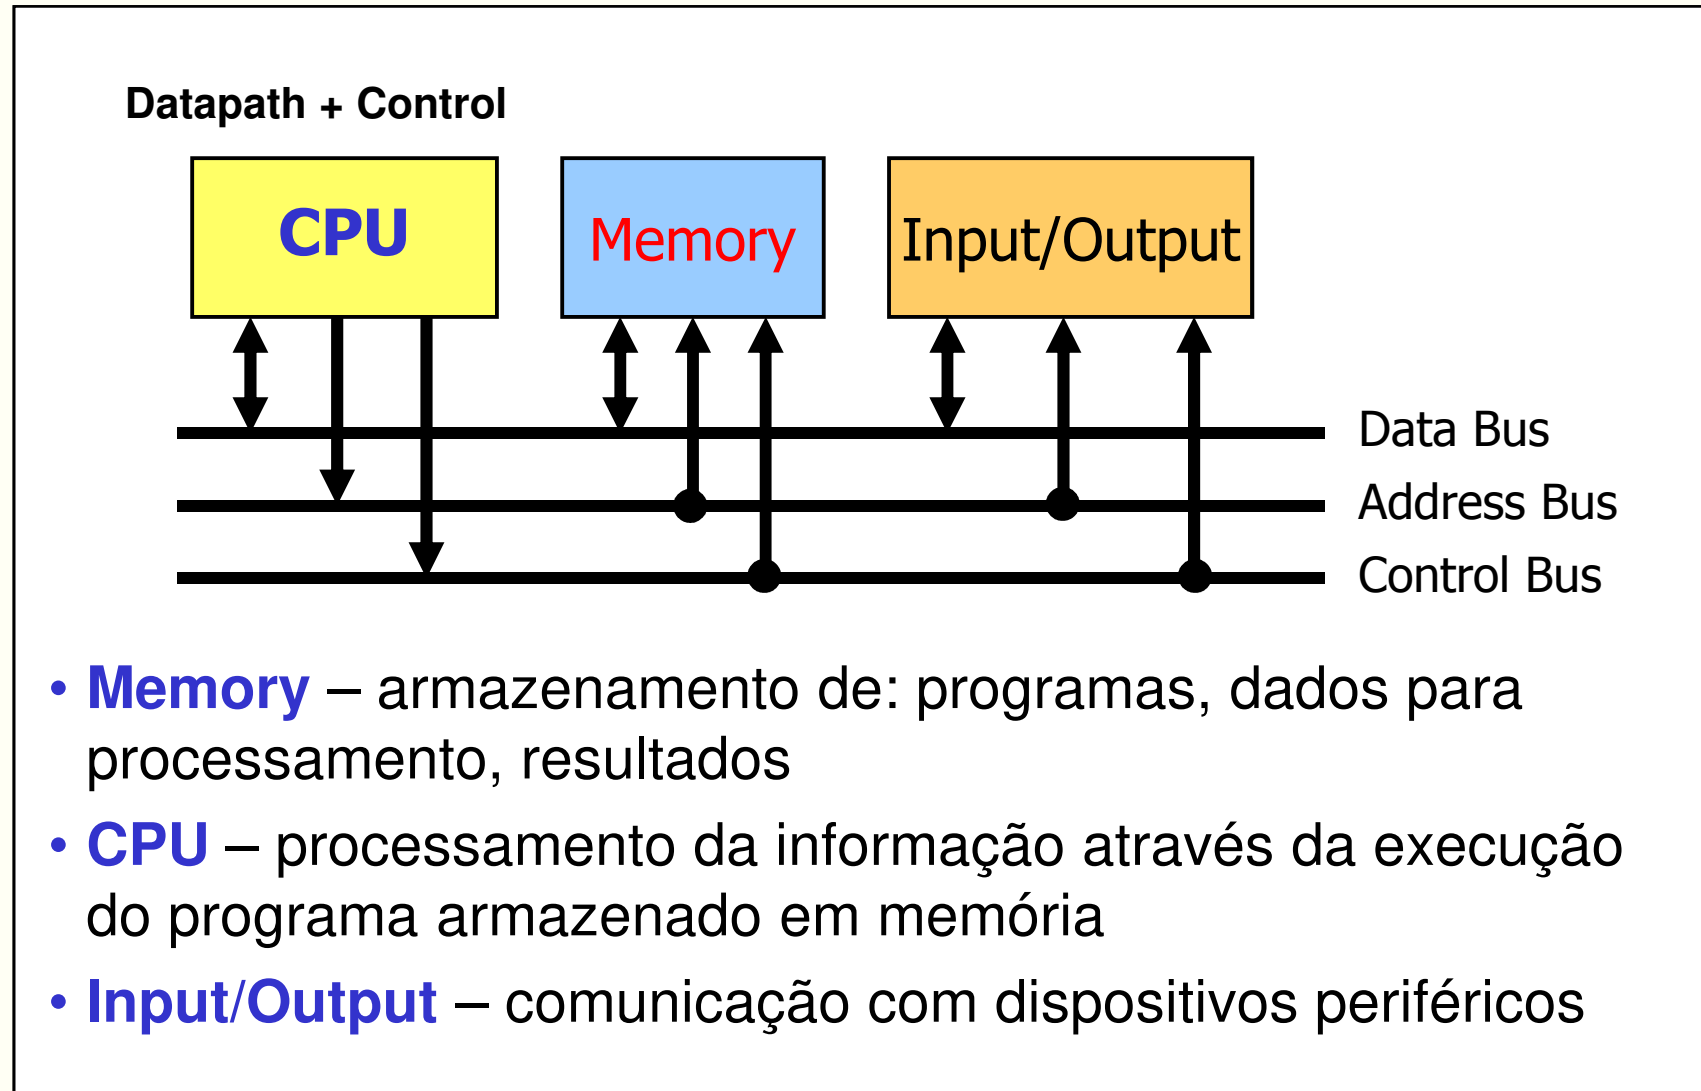 Datapath + Control
CPU
Memory
Input/Output
Data Bus
Address Bus
Control Bus
• Memory – armazenamento de: programas, dados para
processamento, resultados
• CPU – processamento da informação através da execução
do programa armazenado em memória
• Input/Output – comunicação com dispositivos periféricos